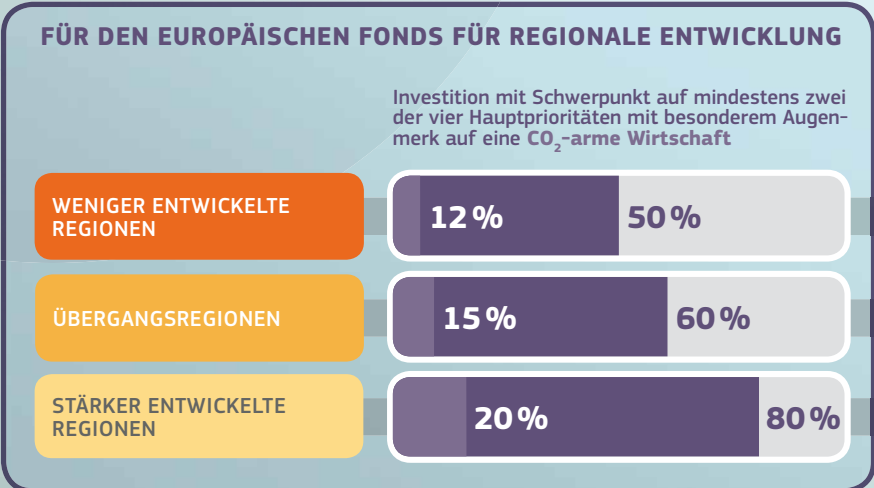 FÜR DEN EUROPÄISCHEN FONDS FÜR REGIONALE ENTWICKLUNG
Investition mit Schwerpunkt auf mindestens zwei
der vier Hauptprioritäten mit besonderem Augen-
merk auf eine CO₂-arme Wirtschaft
WENIGER ENTWICKELTE
REGIONEN
12 % 50 %
ÜBERGANGSREGIONEN
15 % 60 %
STÄRKER ENTWICKELTE
REGIONEN
20 % 80 %